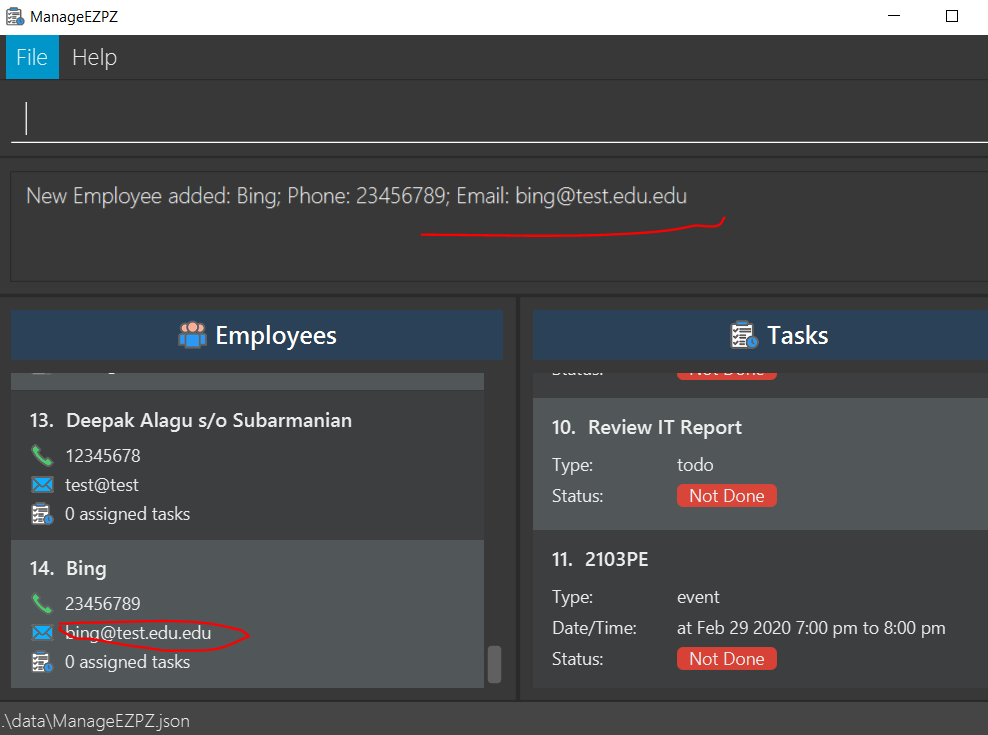 ManageEZPZ
File Help
New Employee added: Bing; Phone: 23456789; Email: bing@test.edu.edu
Employees
13. Deepak Alagu s/o Subarmanian
12345678
test@test
0 assigned tasks
14. Bing
23456789
bing@test.edu.edu
0 assigned tasks
Tasks
Status: Not Done
10. Review IT Report
Type: todo
Status: Not Done
11. 2103PE
Type: event
Date/Time: at Feb 29 2020 7:00 pm to 8:00 pm
Status: Not Done
.\data\ManageEZPZ.json